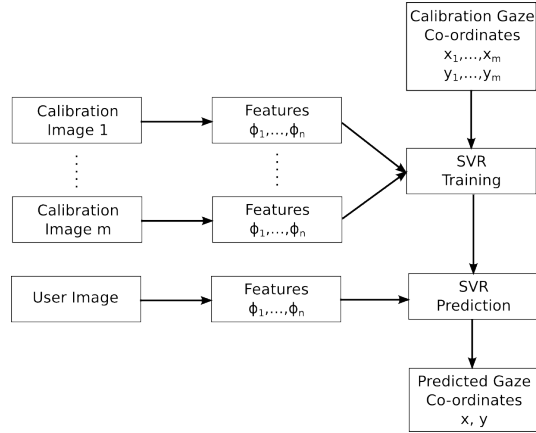 Calibration Gaze
Co-ordinates
x₁,...,xₘ
y₁,...,yₘ
Calibration
Image 1
Features
ϕ₁,...,ϕₙ
SVR
Training
Calibration
Image m
Features
ϕ₁,...,ϕₙ
User Image
Features
ϕ₁,...,ϕₙ
SVR
Prediction
Predicted Gaze
Co-ordinates
x, y